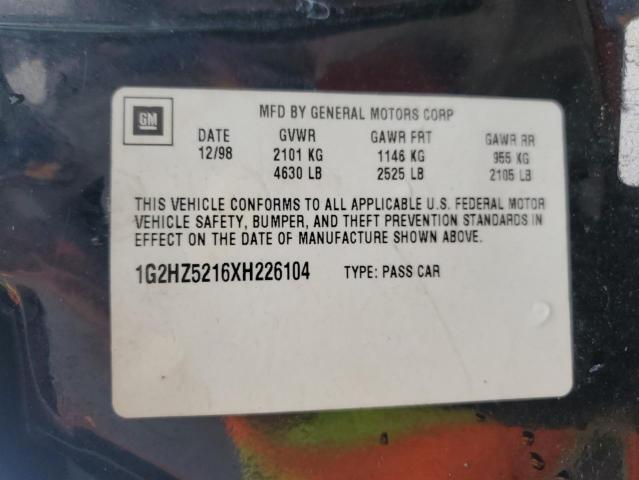 GM
MFD BY GENERAL MOTORS CORP
DATE GVWR GAWR FRT GAWR RR
12/98 2101 KG 1146 KG 955 KG
4630 LB 2525 LB 2105 LB
THIS VEHICLE CONFORMS TO ALL APPLICABLE U.S. FEDERAL MOTOR
VEHICLE SAFETY, BUMPER, AND THEFT PREVENTION STANDARDS IN
EFFECT ON THE DATE OF MANUFACTURE SHOWN ABOVE.
1G2HZ5216XH226104 TYPE: PASS CAR